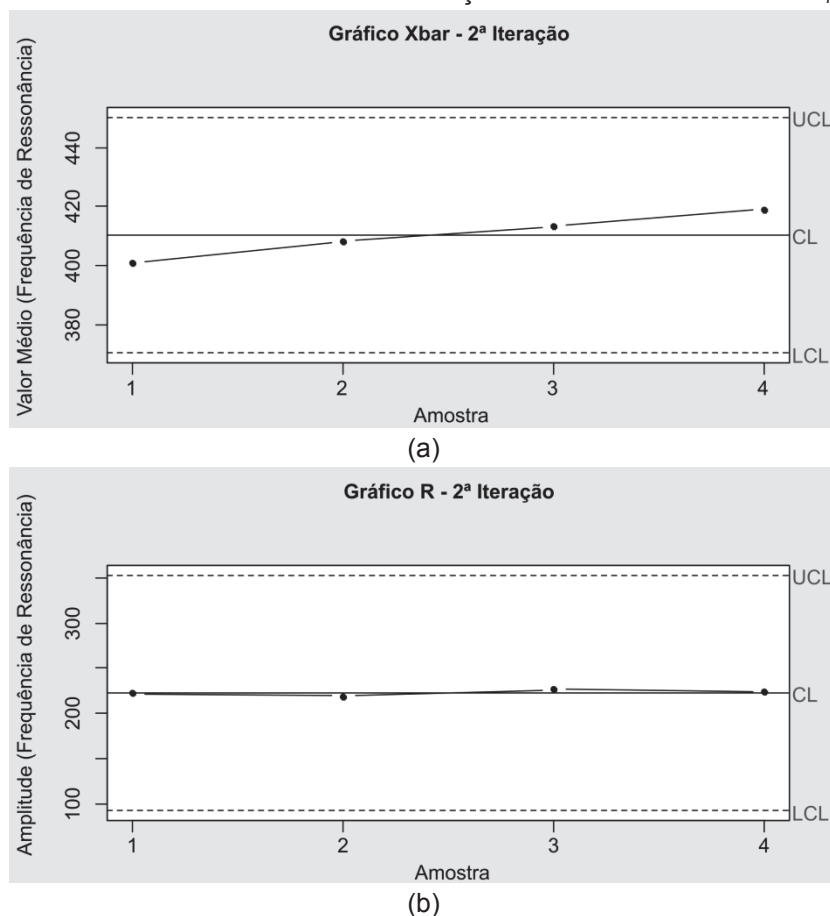 Gráfico Xbar - 2ª Iteração
Valor Médio (Frequência de Ressonância)
440
420
400
380
UCL
CL
LCL
1 2 3 4
Amostra
(a)
Gráfico R - 2ª Iteração
Amplitude (Frequência de Ressonância)
300
200
100
UCL
CL
LCL
1 2 3 4
Amostra
(b)